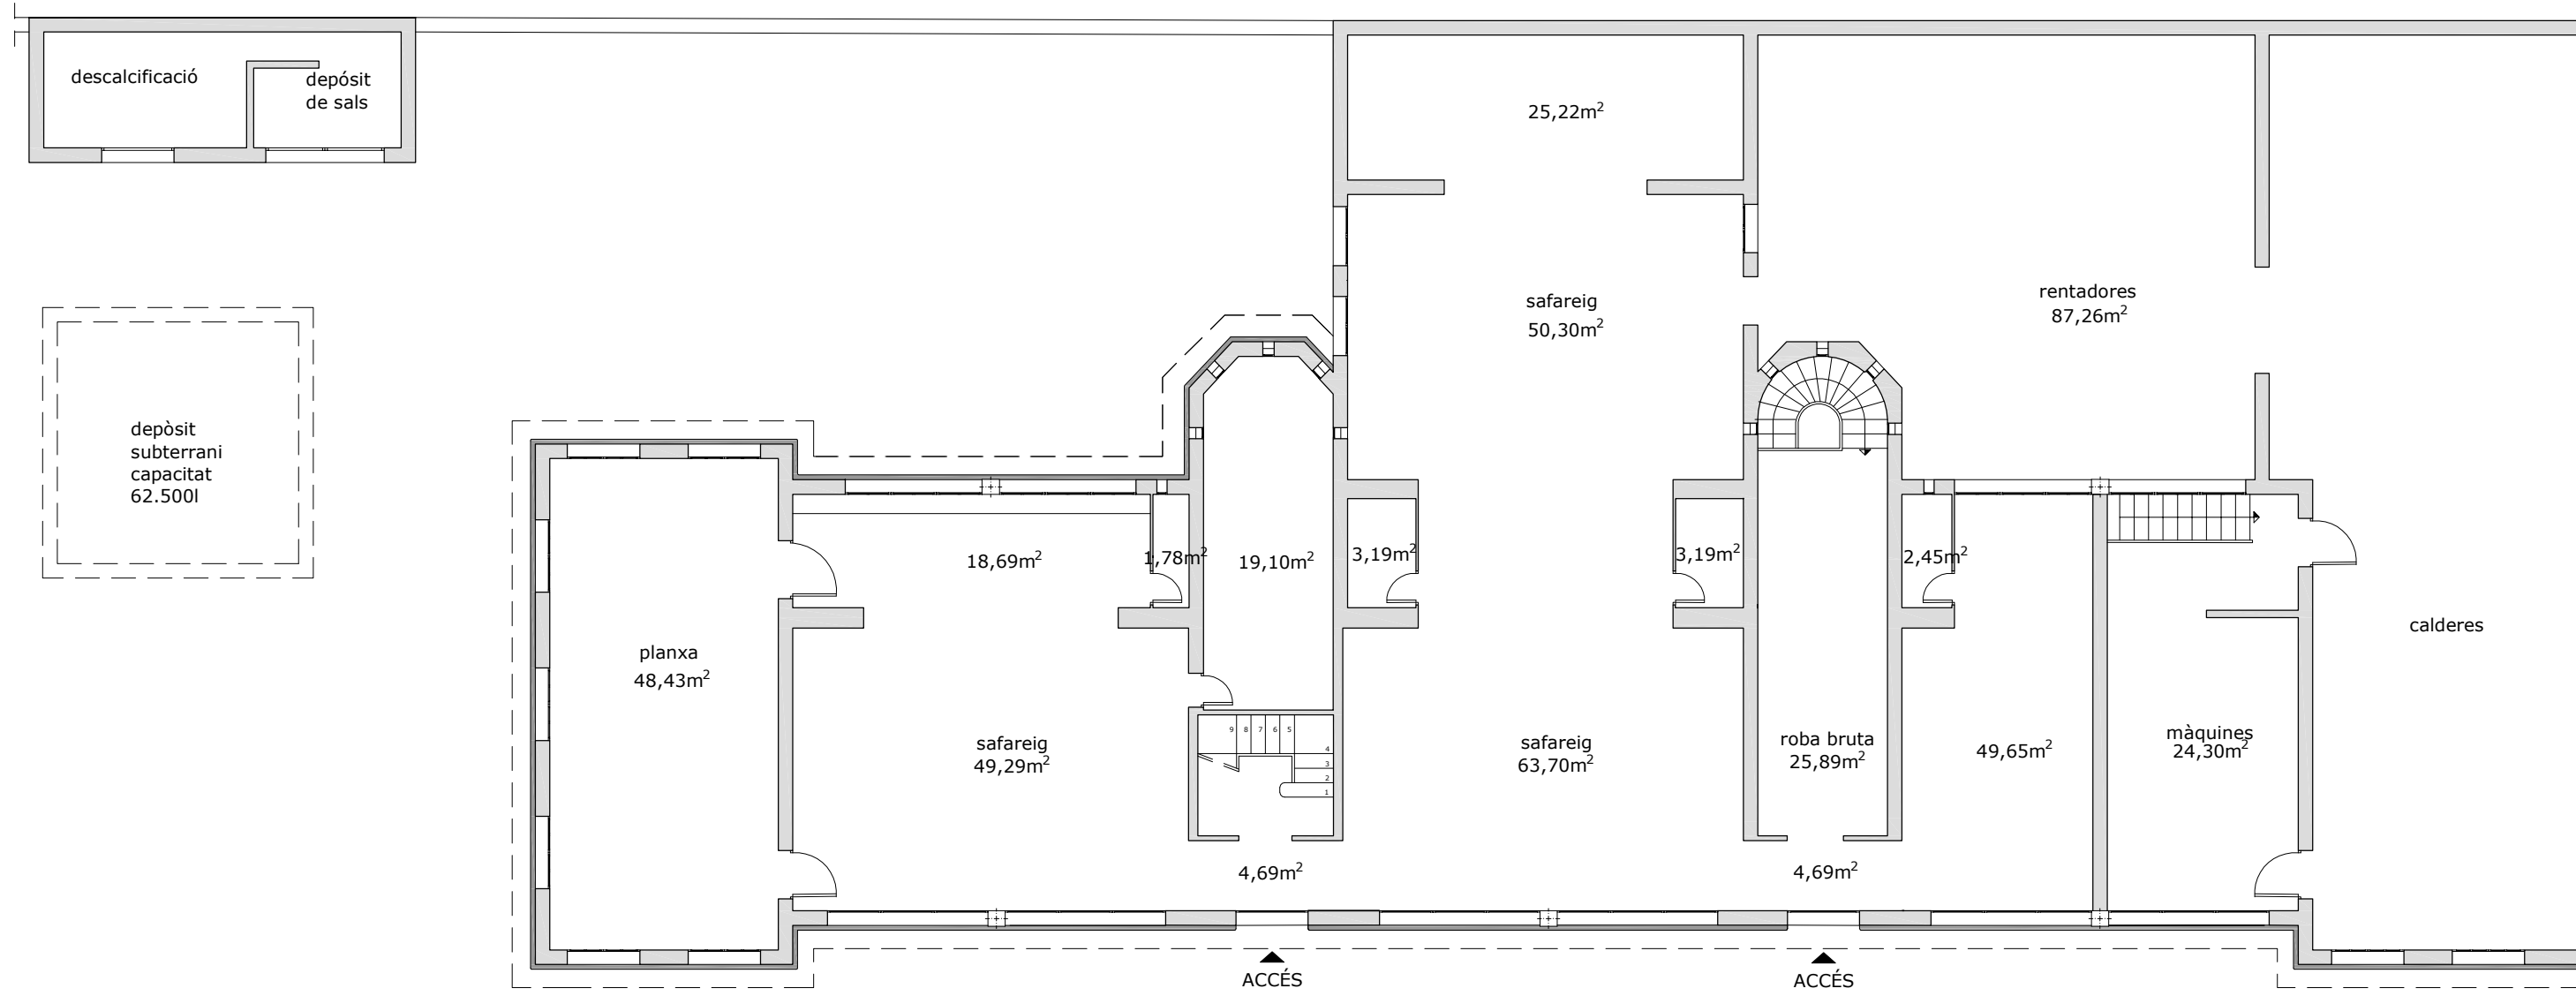 descalcificació
depósit
de sals
25,22m²
safareig
50,30m²
rentadores
87,26m²
depòsit
subterrani
capacitat
62.500l
18,69m²
1,78m²
19,10m²
3,19m²
3,19m²
2,45m²
planxa
48,43m²
calderes
safareig
49,29m²
9 8 7 6 5
4
3
2
1
safareig
63,70m²
roba bruta
25,89m²
49,65m²
màquines
24,30m²
4,69m²
4,69m²
ACCÉS
ACCÉS